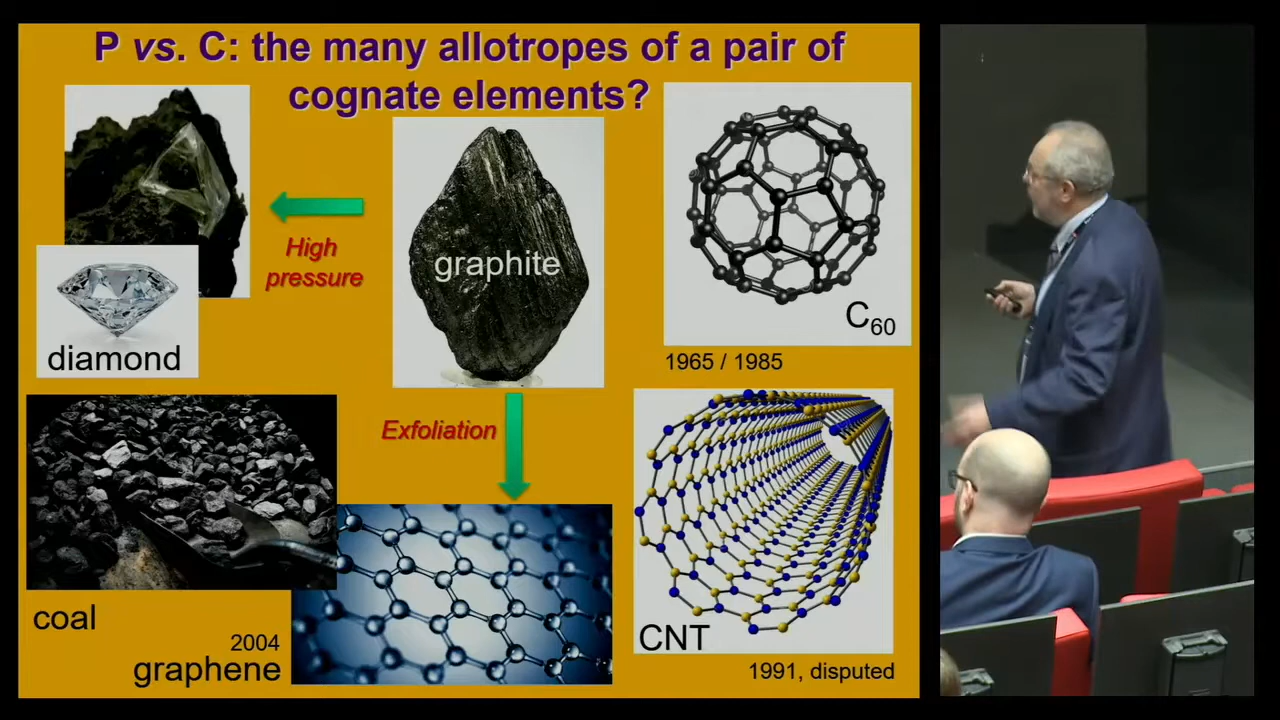 P vs. C: the many allotropes of a pair of
cognate elements?
High
pressure
graphite
C60
diamond
1965 / 1985
Exfoliation
coal
2004
graphene
CNT
1991, disputed